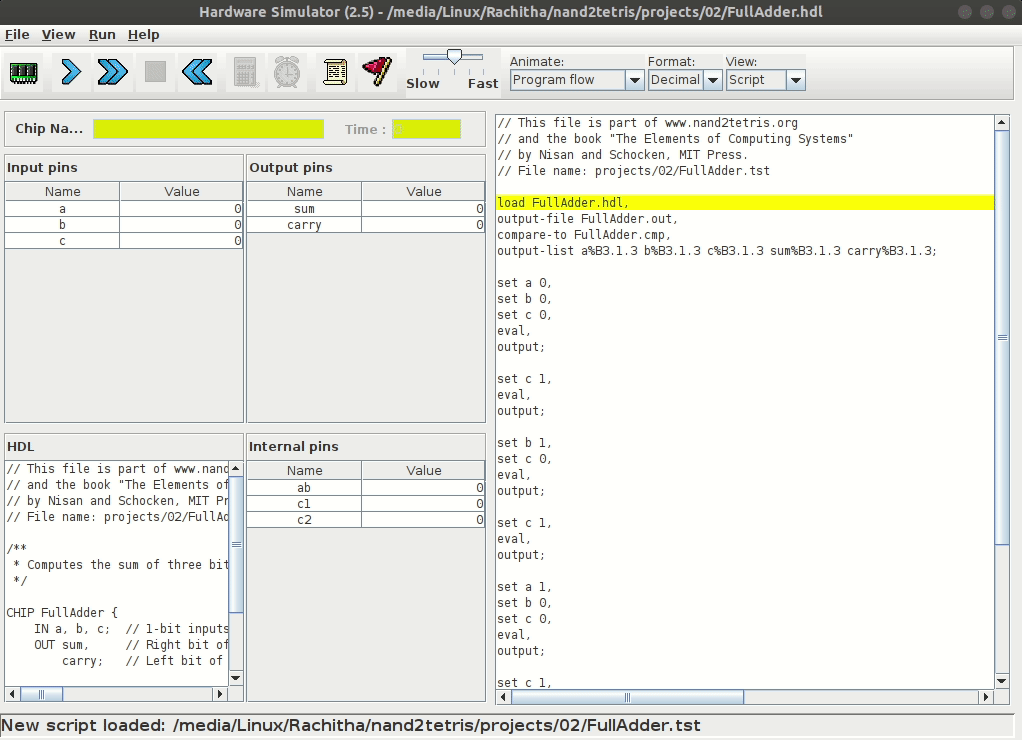 Hardware Simulator (2.5) - /media/Linux/Rachitha/nand2tetris/projects/02/FullAdder.hdl
File View Run Help
Slow Fast
Animate: Format: View:
Program flow Decimal Script
Chip Na... Time :
Input pins
Name Value
a 0
b 0
c 0
Output pins
Name Value
sum 0
carry 0
HDL
// This file is part of www.nand
// and the book "The Elements of
// by Nisan and Schocken, MIT Pr
// File name: projects/02/FullAd
/**
* Computes the sum of three bit
*/
CHIP FullAdder {
IN a, b, c; // 1-bit inputs
OUT sum, // Right bit of
carry; // Left bit of
Internal pins
Name Value
ab 0
c1 0
c2 0
// This file is part of www.nand2tetris.org
// and the book "The Elements of Computing Systems"
// by Nisan and Schocken, MIT Press.
// File name: projects/02/FullAdder.tst
load FullAdder.hdl,
output-file FullAdder.out,
compare-to FullAdder.cmp,
output-list a%B3.1.3 b%B3.1.3 c%B3.1.3 sum%B3.1.3 carry%B3.1.3;
set a 0,
set b 0,
set c 0,
eval,
output;
set c 1,
eval,
output;
set b 1,
set c 0,
eval,
output;
set c 1,
eval,
output;
set a 1,
set b 0,
set c 0,
eval,
output;
set c 1,
New script loaded: /media/Linux/Rachitha/nand2tetris/projects/02/FullAdder.tst